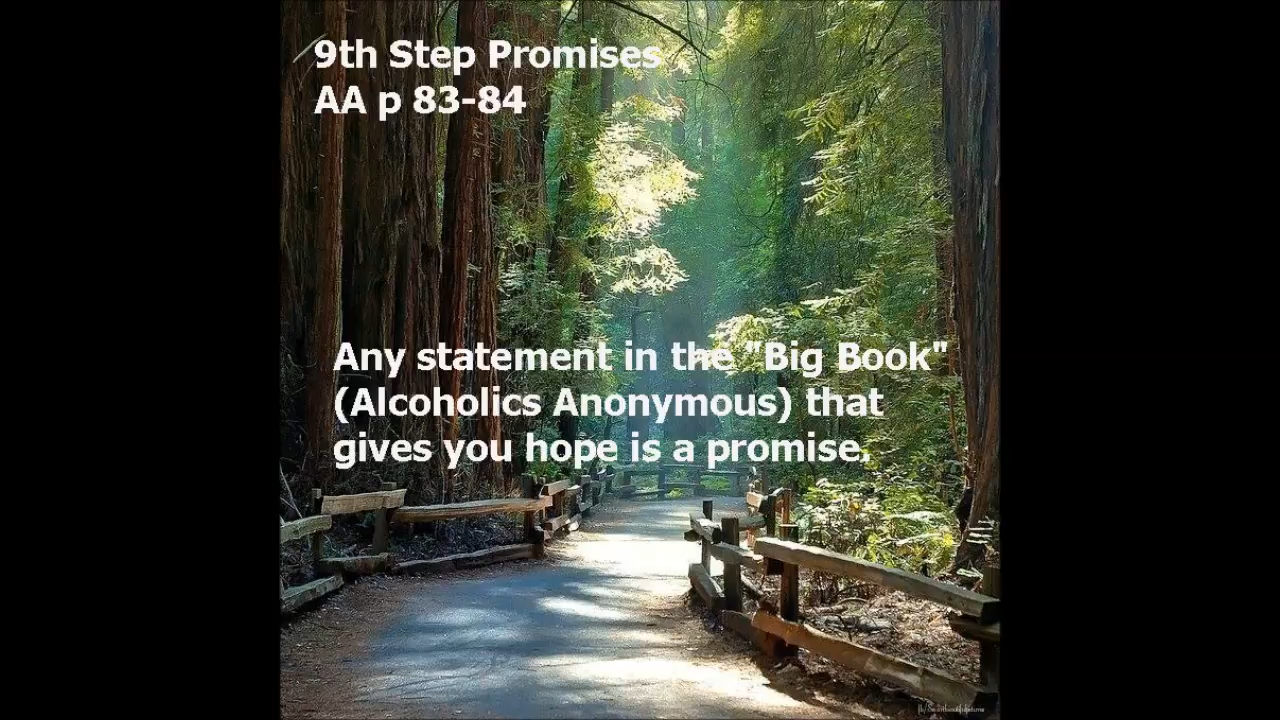 9th Step Promises
AA p 83-84
Any statement in the "Big Book"
(Alcoholics Anonymous) that
gives you hope is a promise.